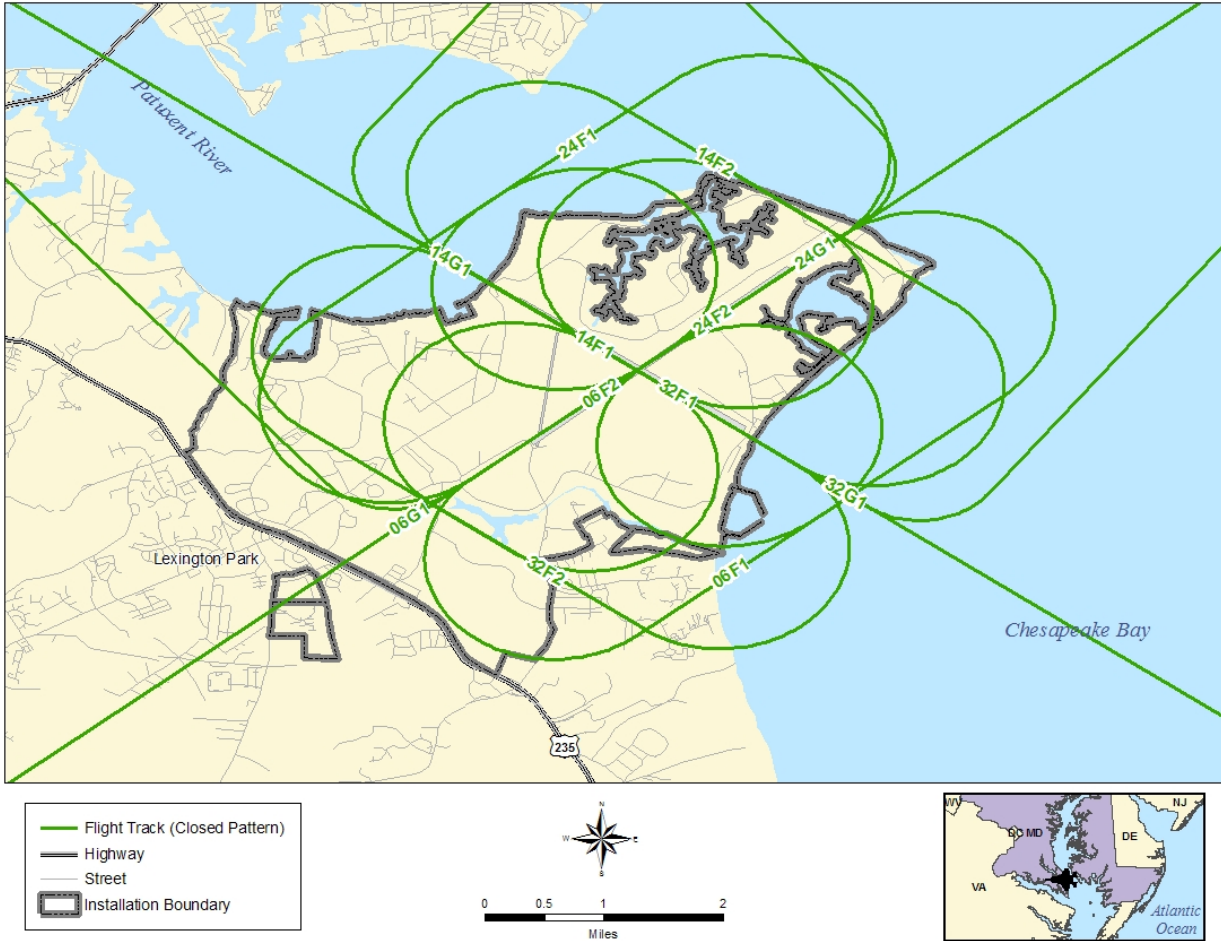 Patuxent River
24F1
14F2
14G1
24G1
24F2
14F1
06F2
32F1
32G1
06G1
Lexington Park
32F2
06F1
Chesapeake Bay
235
Flight Track (Closed Pattern)
Highway
Street
Installation Boundary
N
W
E
S
0 0.5 1 2
Miles
WV
NJ
DC MD
DE
VA
Atlantic
Ocean